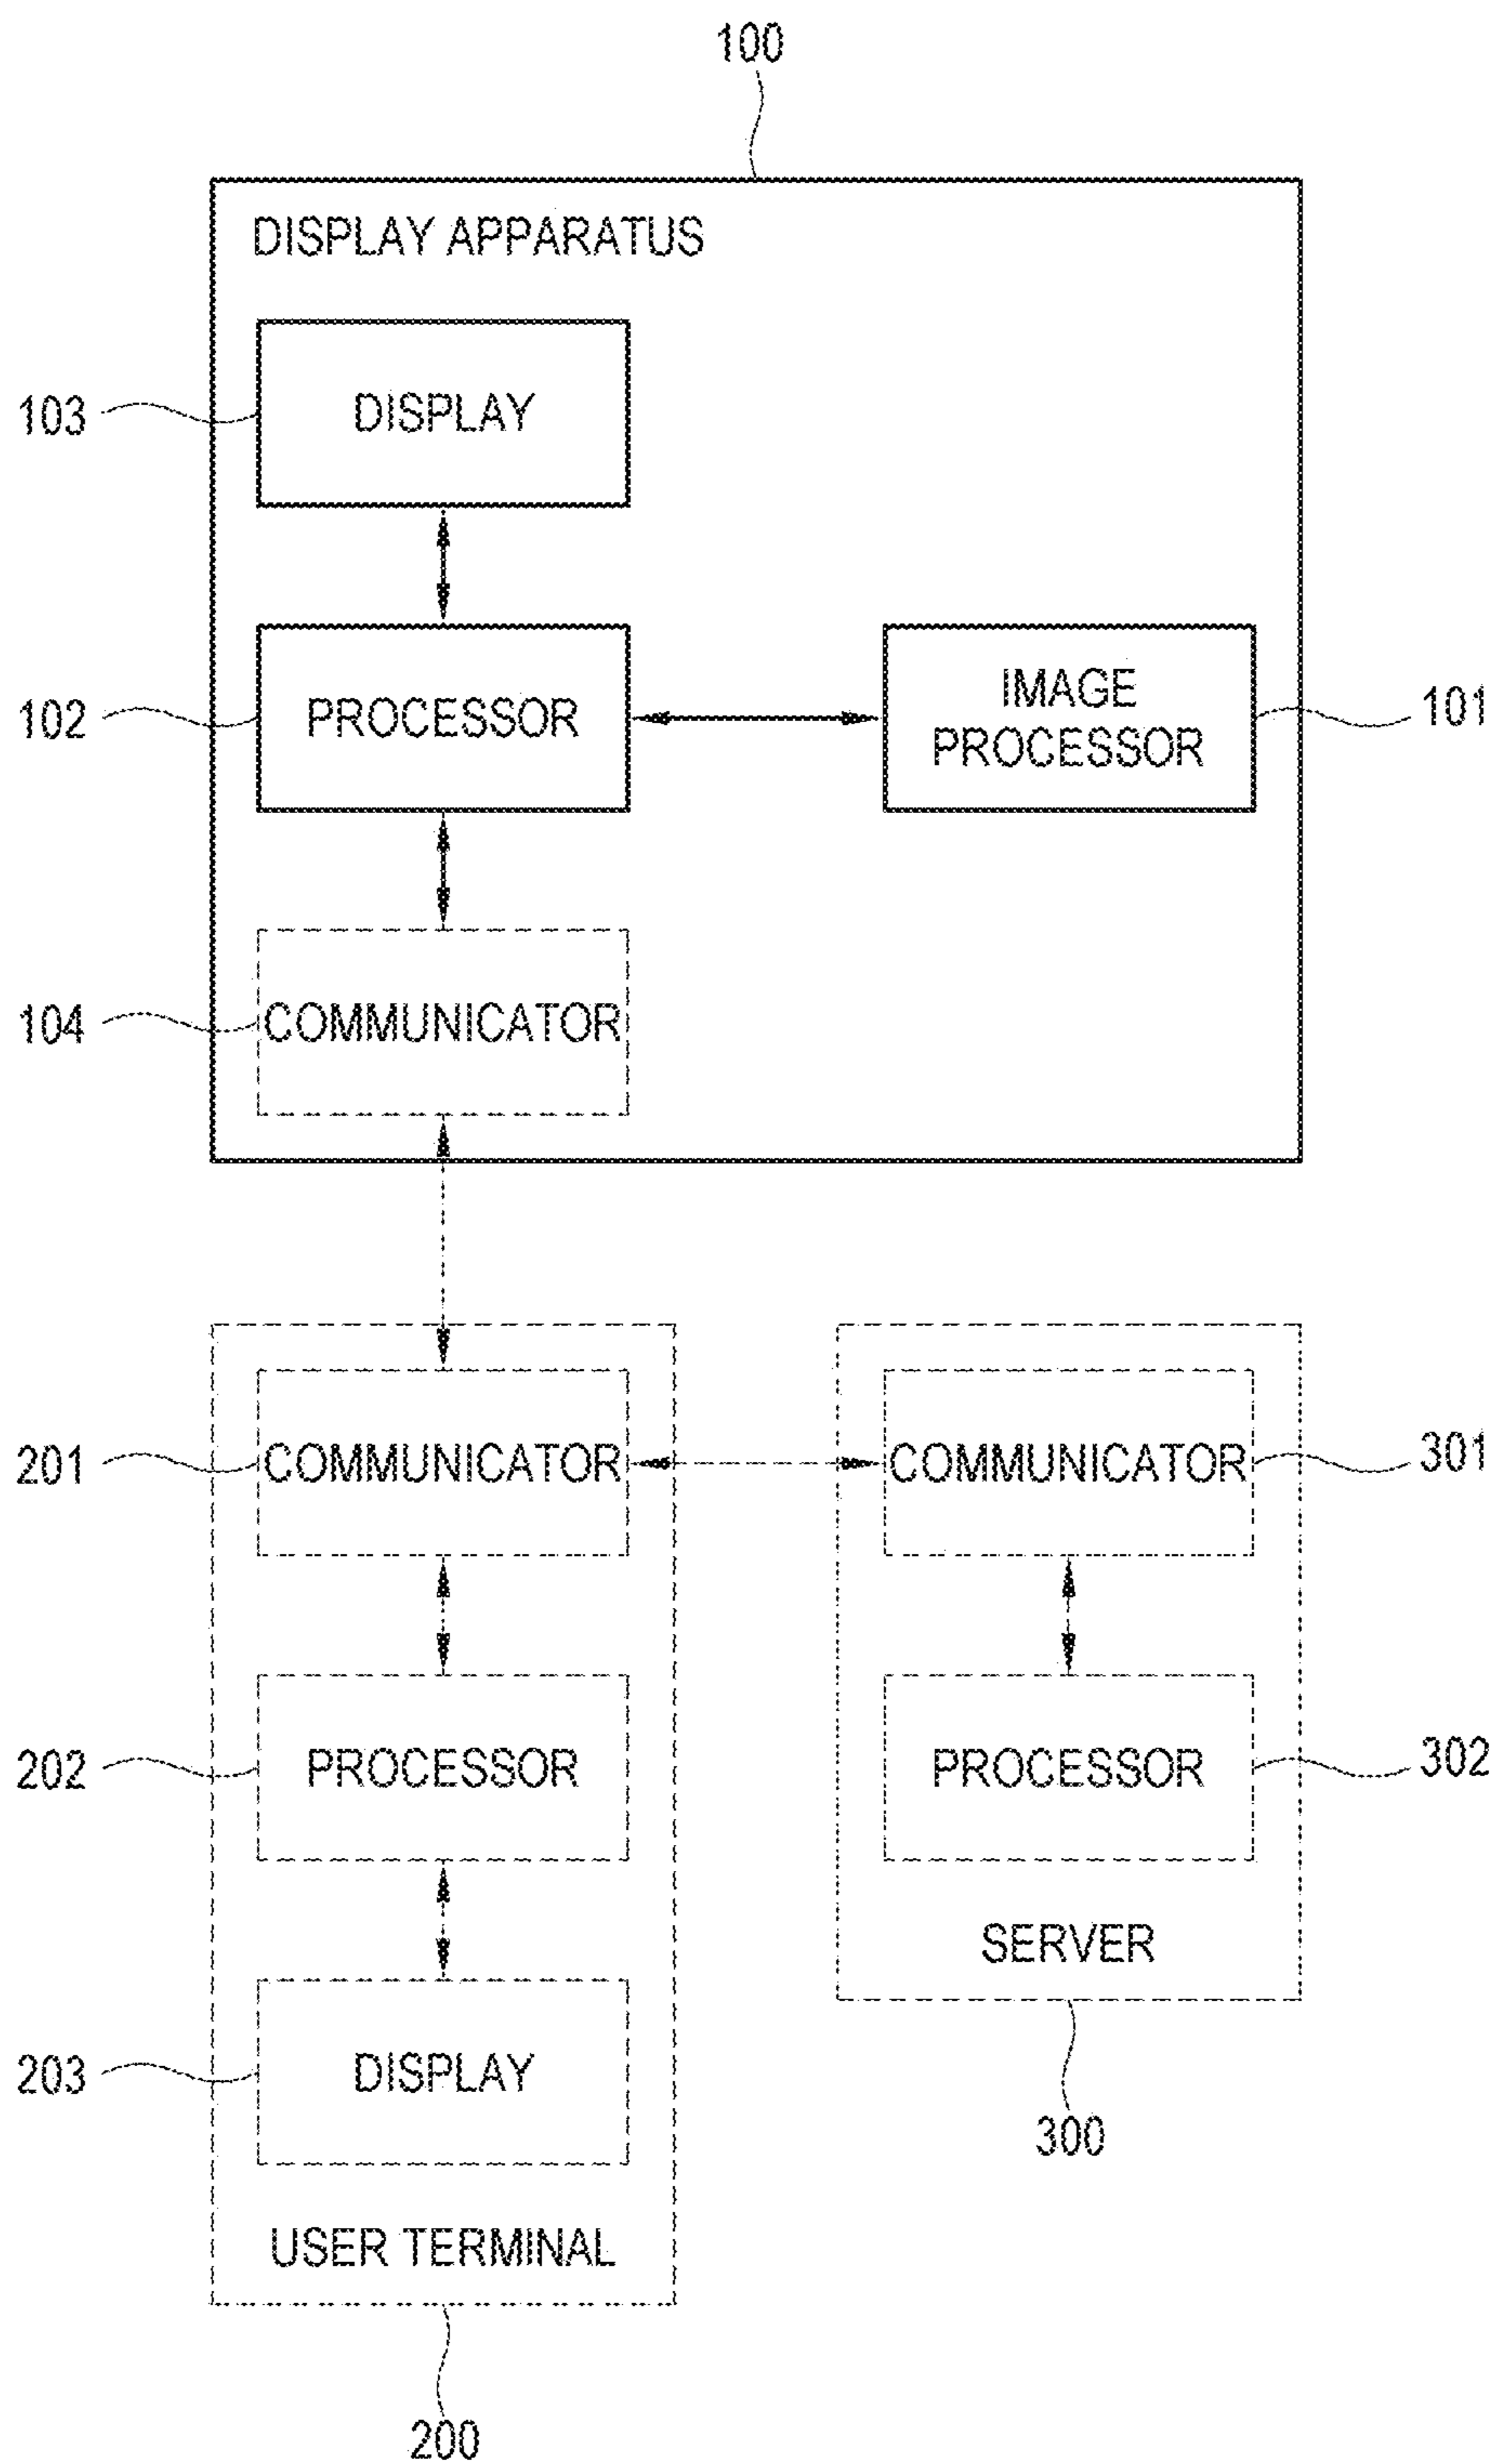 100
DISPLAY APPARATUS
103
DISPLAY
102
PROCESSOR
IMAGE
PROCESSOR
101
104
COMMUNICATOR
201
COMMUNICATOR
COMMUNICATOR
301
202
PROCESSOR
PROCESSOR
302
SERVER
203
DISPLAY
300
USER TERMINAL
200